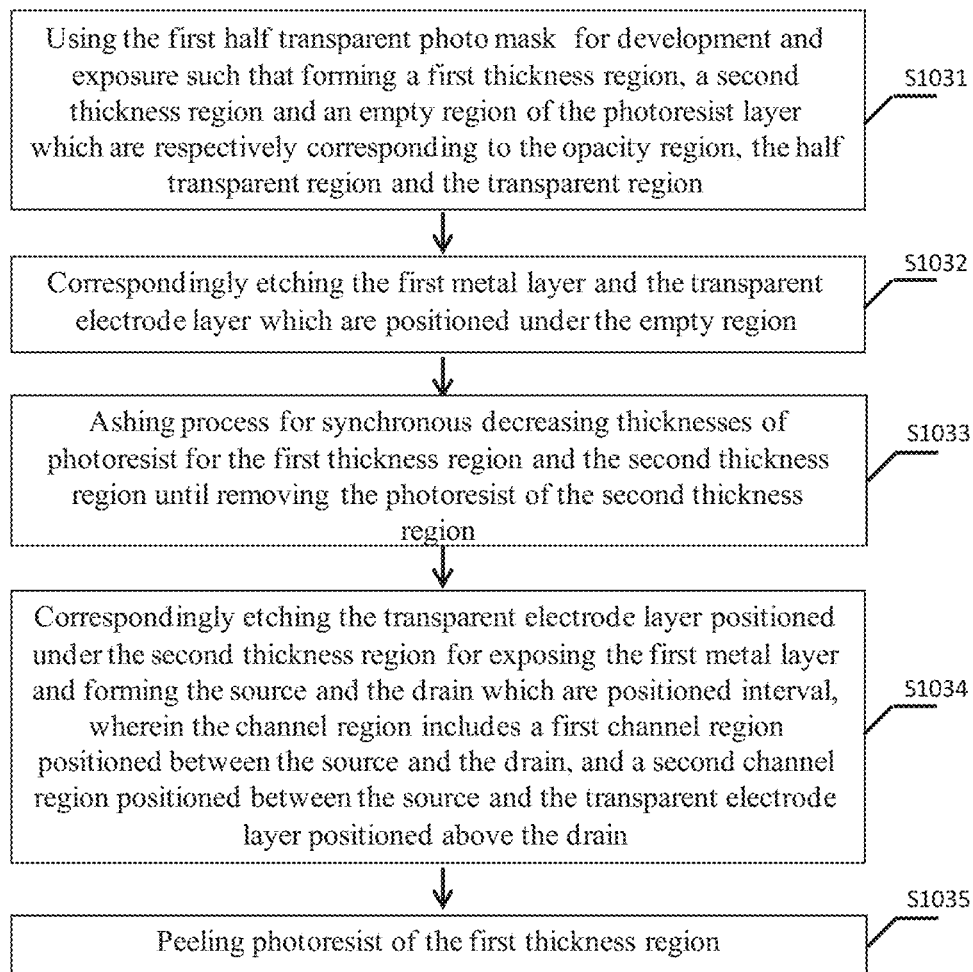 Using the first half transparent photo mask for development and
exposure such that forming a first thickness region, a second
thickness region and an empty region of the photoresist layer
which are respectively corresponding to the opacity region, the half
transparent region and the transparent region
S1031
Correspondingly etching the first metal layer and the transparent
electrode layer which are positioned under the empty region
S1032
Ashing process for synchronous decreasing thicknesses of
photoresist for the first thickness region and the second thickness
region until removing the photoresist of the second thickness
region
S1033
Correspondingly etching the transparent electrode layer positioned
under the second thickness region for exposing the first metal layer
and forming the source and the drain which are positioned interval,
wherein the channel region includes a first channel region
positioned between the source and the drain, and a second channel
region positioned between the source and the transparent electrode
layer positioned above the drain
S1034
Peeling photoresist of the first thickness region
S1035